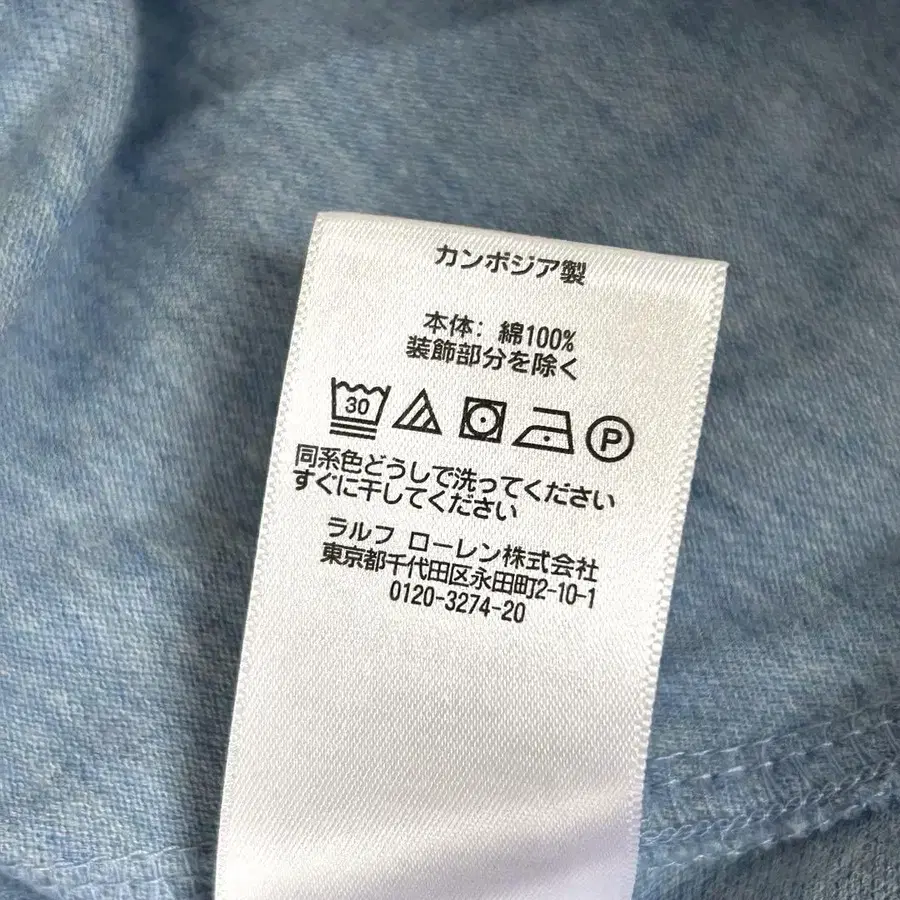 カンボジア製
本体: 綿100%
装飾部分を除く
30
P
同系色どうしで洗ってください
すぐに干してください
ラルフ ローレン株式会社
東京都千代田区永田町2-10-1
0120-3274-20